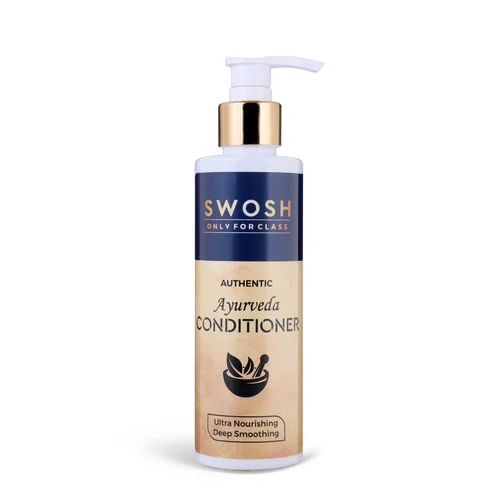 SWOSH
ONLY FOR CLASS
AUTHENTIC
Ayurveda
CONDITIONER
Ultra Nourishing
Deep Smoothing